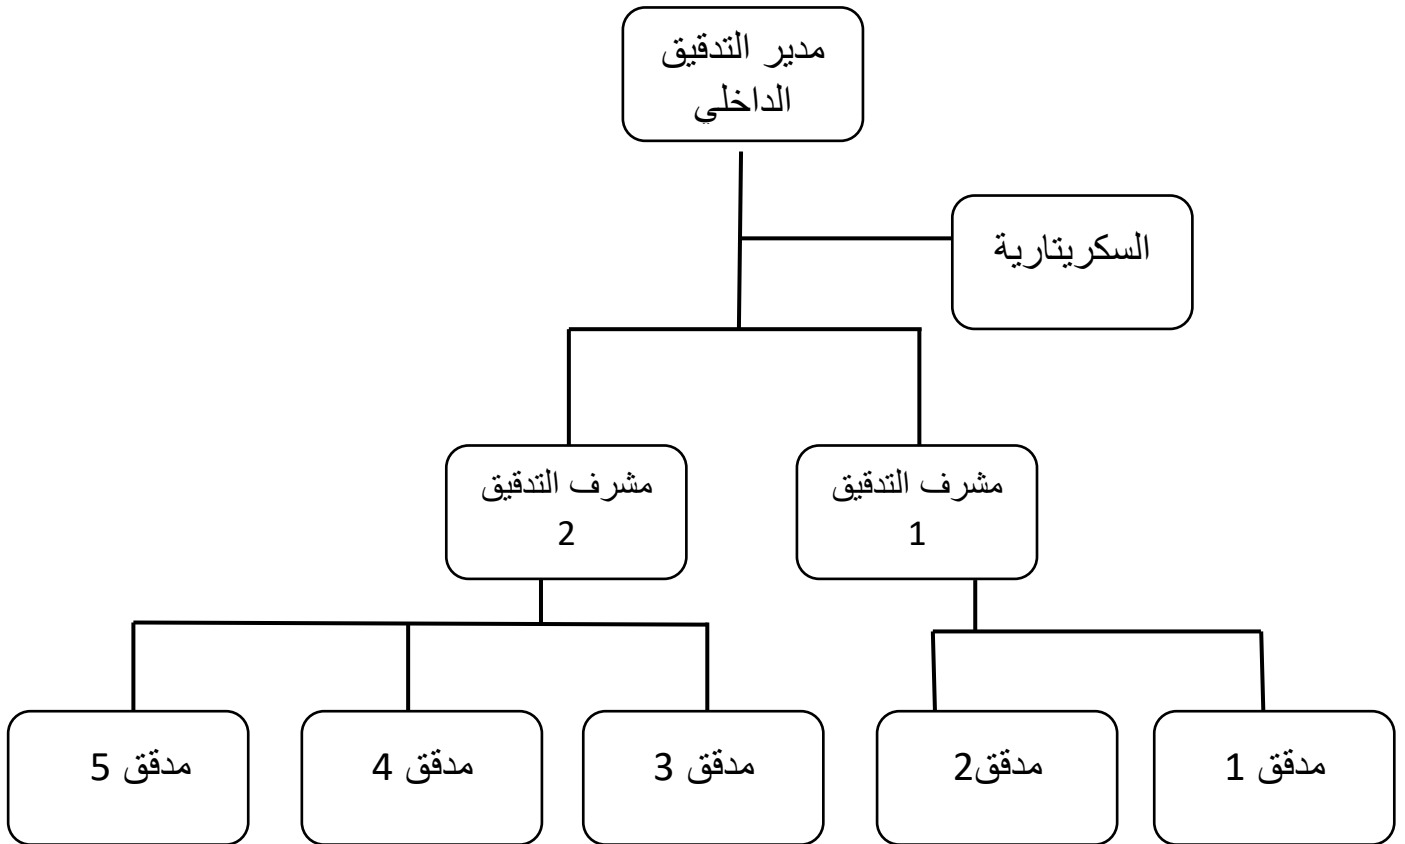 مدير التدقيق
الداخلي
السكريتارية
مشرف التدقيق
1
مشرف التدقيق
2
مدقق 1
مدقق2
مدقق 3
مدقق 4
مدقق 5